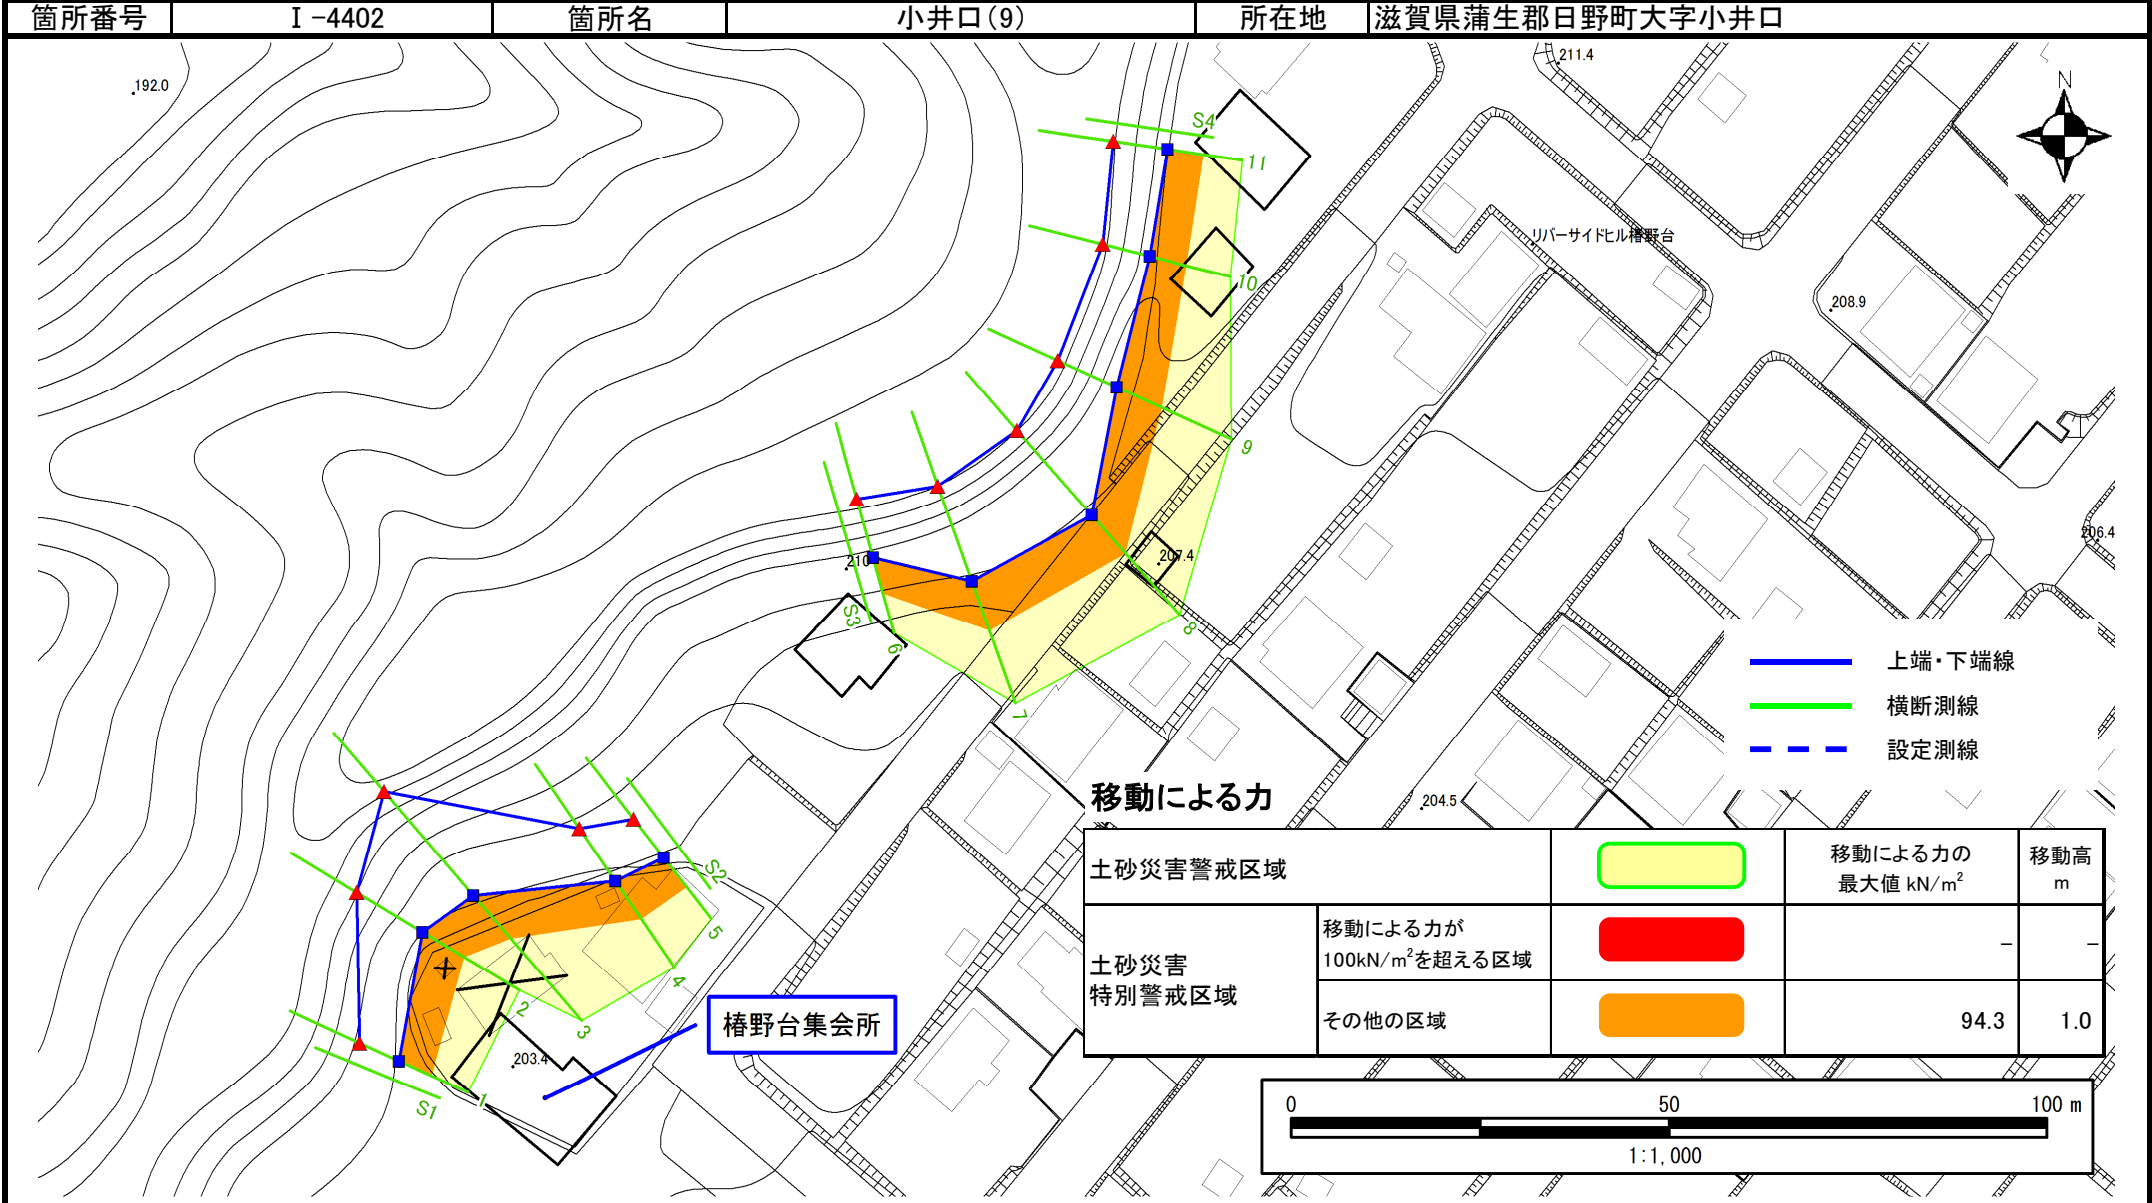 箇所番号 Ⅰ-4402 箇所名 小井口(9) 所在地 滋賀県蒲生郡日野町大字小井口
192.0
211.4
N
S4
11
リバーサイドヒル椿野台
10
208.9
9
206.4
207.4
210
S3
6
8
7
上端・下端線
横断測線
設定測線
204.5
移動による力
土砂災害警戒区域
移動による力の
最大値 kN/m²
移動高
m
土砂災害
特別警戒区域
移動による力が
100kN/m²を超える区域
－ －
その他の区域 94.3 1.0
S2
5
4
2
3
椿野台集会所
203.4
1
S1
0 50 100 m
1:1,000